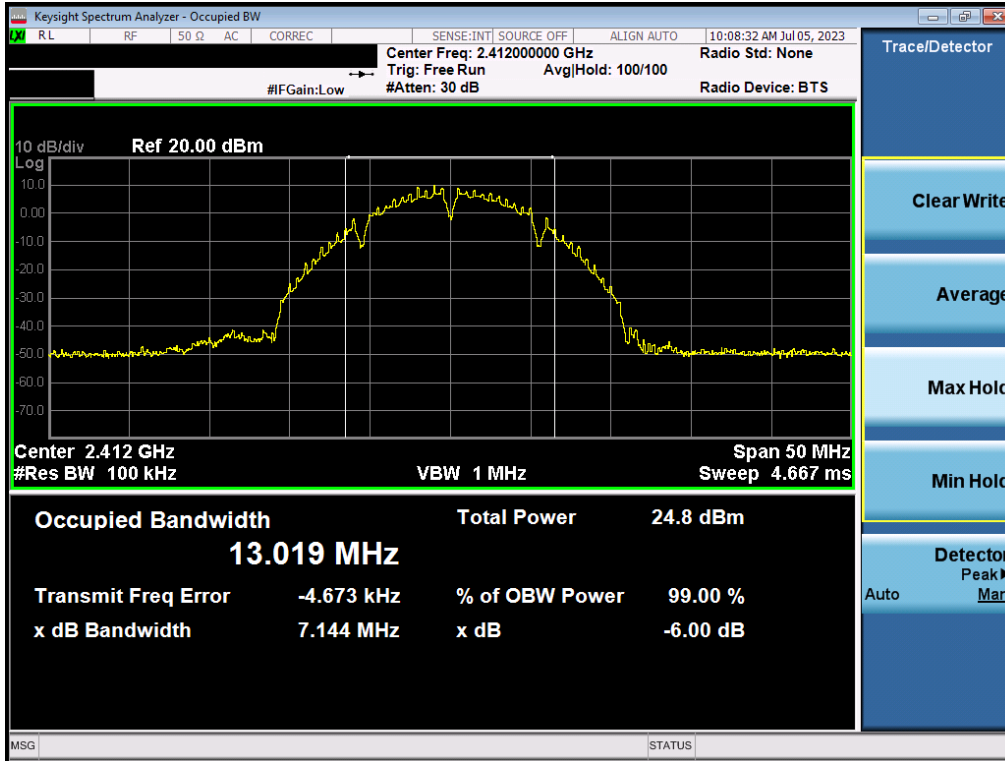 Keysight Spectrum Analyzer - Occupied BW
LXI RL RF 50 Ω AC CORREC SENSE:INT SOURCE OFF ALIGN AUTO 10:08:32 AM Jul 05, 2023
Center Freq: 2.412000000 GHz Radio Std: None
Trig: Free Run Avg|Hold: 100/100
#IFGain:Low #Atten: 30 dB Radio Device: BTS
10 dB/div Ref 20.00 dBm
Log
10.0
0.00
-10.0
-20.0
-30.0
-40.0
-50.0
-60.0
-70.0
Center 2.412 GHz Span 50 MHz
#Res BW 100 kHz VBW 1 MHz Sweep 4.667 ms
Occupied Bandwidth Total Power 24.8 dBm
13.019 MHz
Transmit Freq Error -4.673 kHz % of OBW Power 99.00 %
x dB Bandwidth 7.144 MHz x dB -6.00 dB
MSG STATUS
Trace/Detector
Clear Write
Average
Max Hold
Min Hold
Detector
Peak
Auto Man